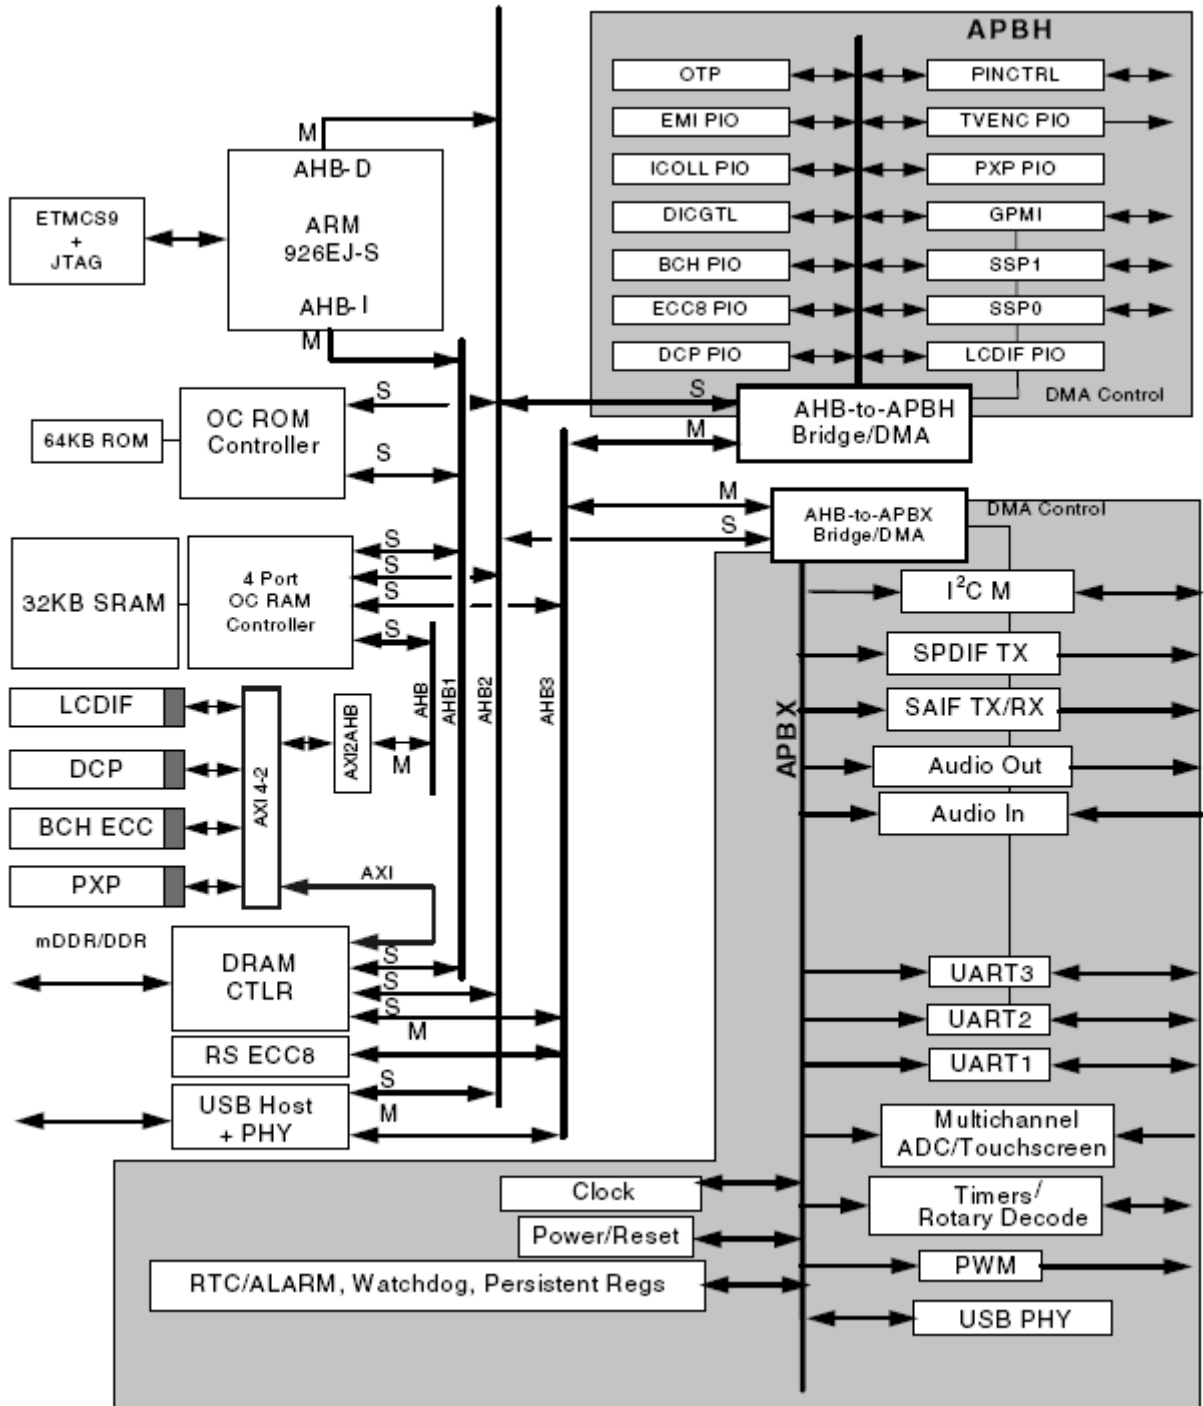 APBH
OTP
PINCTRL
EMI PIO
TVENC PIO
ICOLL PIO
PXP PIO
DICGTL
GPMI
BCH PIO
SSP1
ECC8 PIO
SSP0
DCP PIO
LCDIF PIO
DMA Control
S
AHB-to-APBH
Bridge/DMA
M
M
AHB-D
ARM
926EJ-S
AHB-I
M
ETMCS9
+
JTAG
S
OC ROM
Controller
64KB ROM
S
M
AHB-to-APBX
Bridge/DMA
S
DMA Control
32KB SRAM
4 Port
OC RAM
Controller
S
S
S
S
AHB
AHB1
AHB2
AHB3
LCDIF
DCP
BCH ECC
PXP
AXI 4-2
AXI2AHB
M
AXI
mDDR/DDR
DRAM
CTLR
S
S
S
M
RS ECC8
S
USB Host
+ PHY
M
APBX
I²C M
SPDIF TX
SAIF TX/RX
Audio Out
Audio In
UART3
UART2
UART1
Multichannel
ADC/Touchscreen
Clock
Timers/
Rotary Decode
Power/Reset
PWM
RTC/ALARM, Watchdog, Persistent Regs
USB PHY